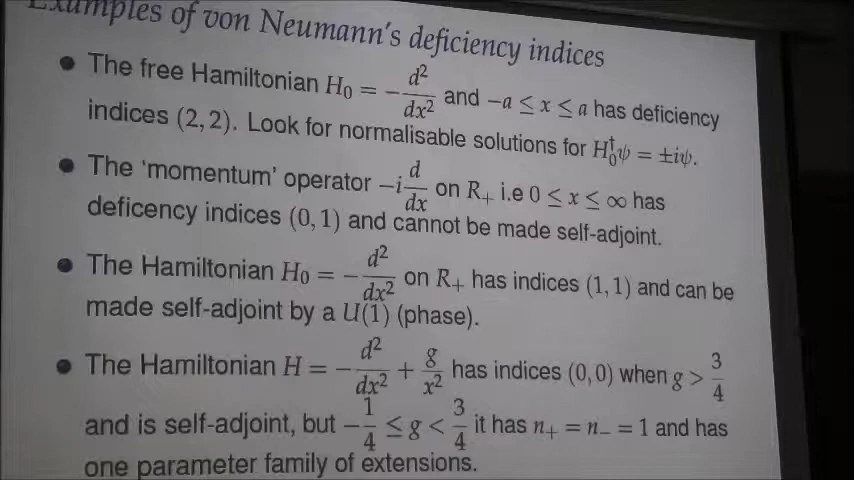 Examples of von Neumann's deficiency indices
• The free Hamiltonian H₀ = −d²/dx² and −a ≤ x ≤ a has deficiency
indices (2, 2). Look for normalisable solutions for H₀†ψ = ±iψ.
• The 'momentum' operator −i d/dx on R₊ i.e 0 ≤ x ≤ ∞ has
deficency indices (0, 1) and cannot be made self-adjoint.
• The Hamiltonian H₀ = −d²/dx² on R₊ has indices (1, 1) and can be
made self-adjoint by a U(1) (phase).
• The Hamiltonian H = −d²/dx² + g/x² has indices (0, 0) when g > 3/4
and is self-adjoint, but −1/4 ≤ g < 3/4 it has n₊ = n₋ = 1 and has
one parameter family of extensions.